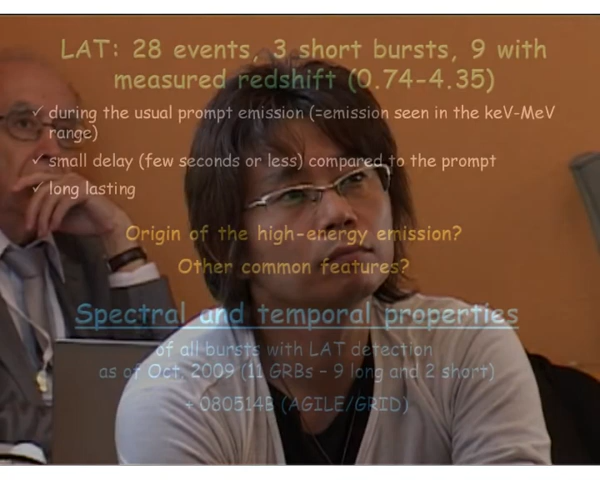 LAT: 28 events, 3 short bursts, 9 with
measured redshift (0.74-4.35)
✓ during the usual prompt emission (=emission seen in the keV-MeV
range)
✓ small delay (few seconds or less) compared to the prompt
✓ long lasting
Origin of the high-energy emission?
Other common features?
Spectral and temporal properties
of all bursts with LAT detection
as of Oct. 2009 (11 GRBs - 9 long and 2 short)
+ 080514B (AGILE/GRID)